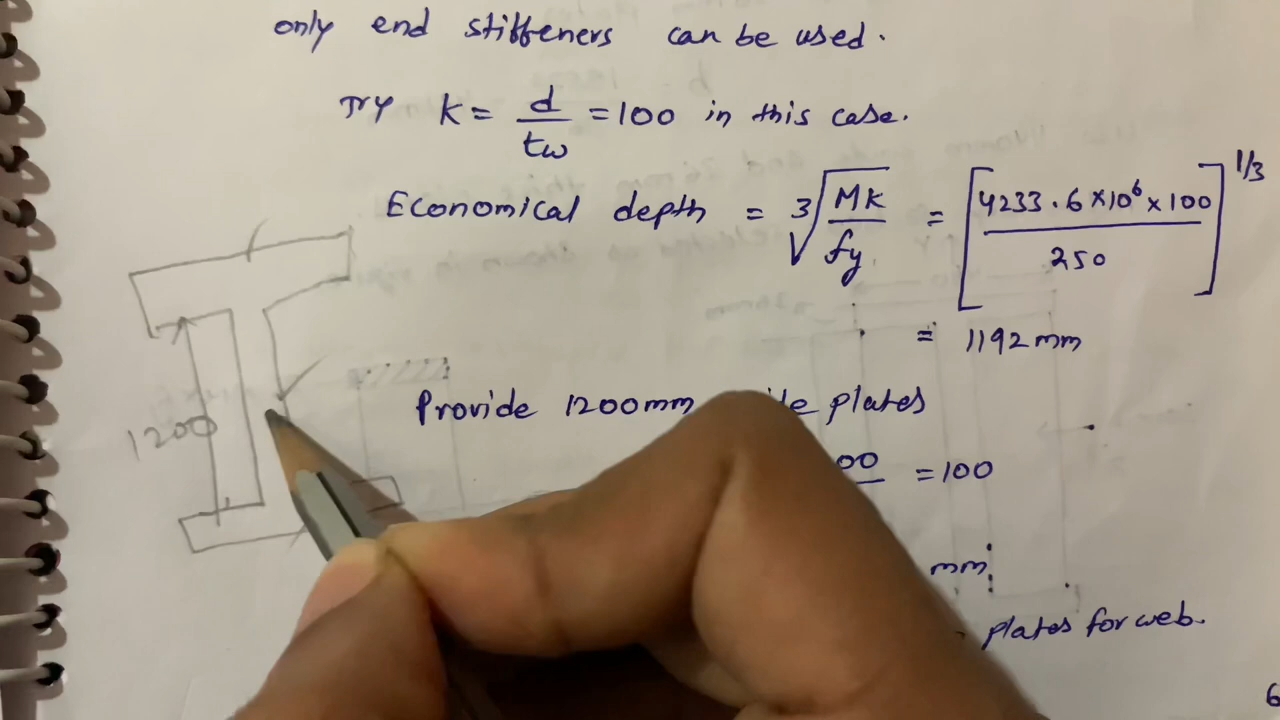 only end stiffeners can be used.
Try K = d/tw = 100 in this case.
Economical depth = ∛(MK/fy) = [4233.6×10⁶×100/250]^1/3
= 1192 mm
Provide 1200mm plates
1200
= 100
mm
plates for web.
6